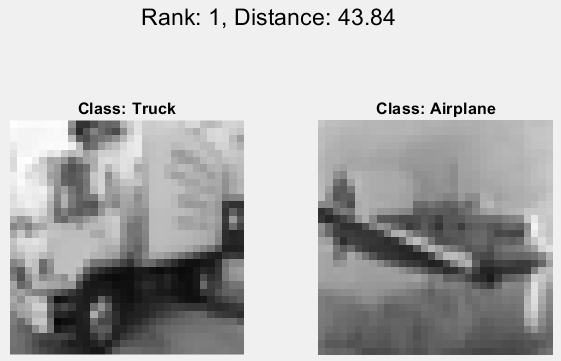 Rank: 1, Distance: 43.84
Class: Truck
Class: Airplane